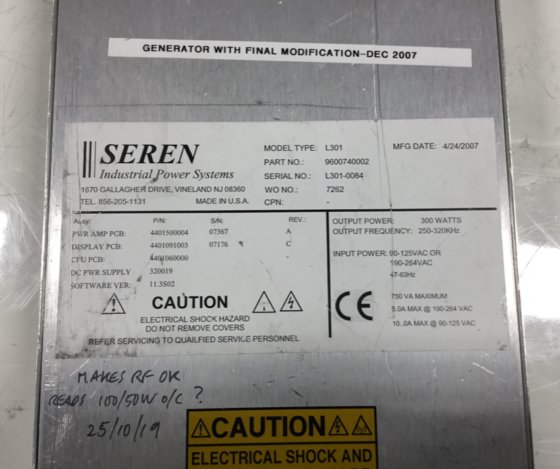 GENERATOR WITH FINAL MODIFICATION-DEC 2007
SEREN
Industrial Power Systems
1670 GALLAGHER DRIVE, VINELAND NJ 08360
TEL. 856-205-1131 MADE IN U.S.A.
MODEL TYPE: L301 MFG DATE: 4/24/2007
PART NO.: 9600740002
SERIAL NO.: L301-0084
WO NO.: 7262
CPN: -
Assy: P/N: S/N: REV.:
PWR AMP PCB: 4401500004 07367 A
DISPLAY PCB: 4401091003 07176 C
CPU PCB: 4401060000 -
DC PWR SUPPLY 320019
SOFTWARE VER: 11.3S02
CAUTION
ELECTRICAL SHOCK HAZARD
DO NOT REMOVE COVERS
REFER SERVICING TO QUAILFIED SERVICE PERSONNEL
OUTPUT POWER: 300 WATTS
OUTPUT FREQUENCY: 250-320KHz
INPUT POWER: 90-125VAC OR
190-264VAC
47-63Hz
CE
750 VA MAXIMUM
5.0A MAX @ 190-264 VAC
10.0A MAX @ 90-125 VAC
MAKES RF OK
READS 100/50W O/C ?
25/10/19
CAUTION
ELECTRICAL SHOCK AND